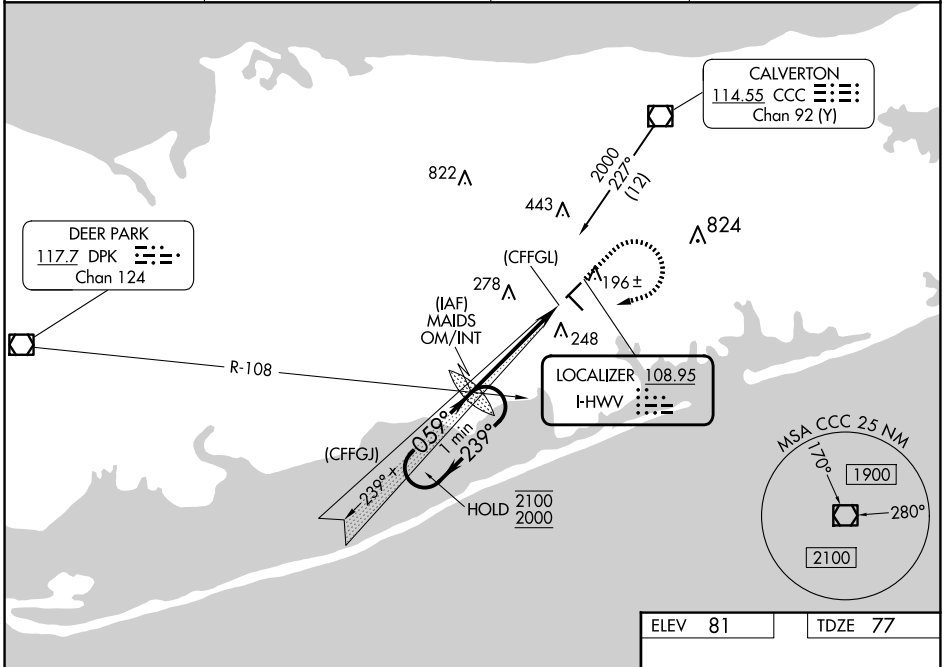 CALVERTON
114.55 CCC
Chan 92 (Y)
2000
227°
(12)
822
443
824
DEER PARK
117.7 DPK
Chan 124
(CFFGL)
278
196 ±
(IAF)
MAIDS
OM/INT
248
R-108
LOCALIZER 108.95
I-HWV
059°
1 min
239°
(CFFGJ)
239°
HOLD 2100
2000
MSA CCC 25 NM
170°
1900
280°
2100
ELEV 81
TDZE 77